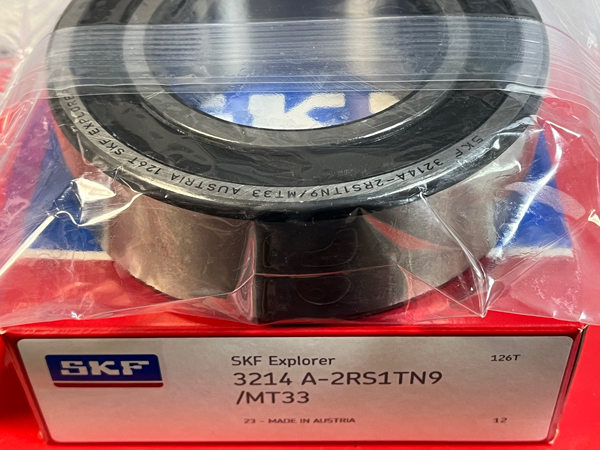 SKF
SKF EXPLORER
126T
AUSTRIA
SKF 3214A-2RS1TN9/MT33
SKF
SKF Explorer
126T
3214 A-2RS1TN9
/MT33
23 - MADE IN AUSTRIA
12